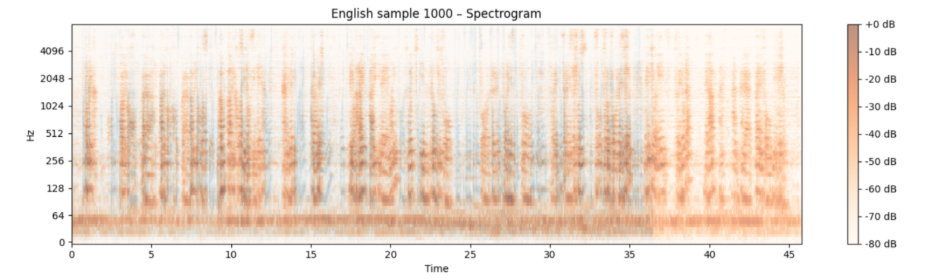 English sample 1000 – Spectrogram
Hz
4096
2048
1024
512
256
128
64
0
0 5 10 15 20 25 30 35 40 45
Time
+0 dB
-10 dB
-20 dB
-30 dB
-40 dB
-50 dB
-60 dB
-70 dB
-80 dB